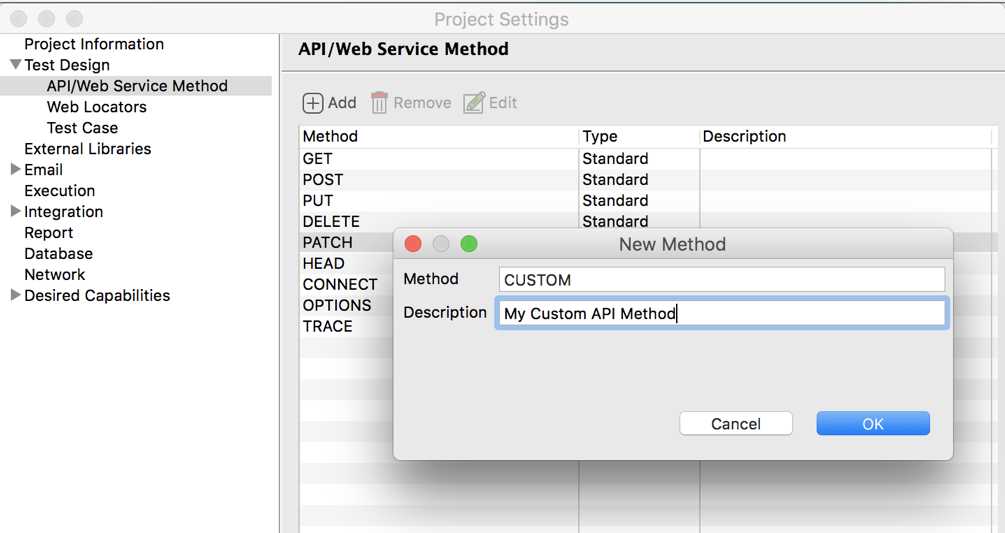 Project Settings
Project Information
Test Design
API/Web Service Method
Web Locators
Test Case
External Libraries
Email
Execution
Integration
Report
Database
Network
Desired Capabilities
API/Web Service Method
Add Remove Edit
Method Type Description
GET Standard
POST Standard
PUT Standard
DELETE Standard
PATCH
HEAD
CONNECT
OPTIONS
TRACE
New Method
Method CUSTOM
Description My Custom API Method
Cancel OK